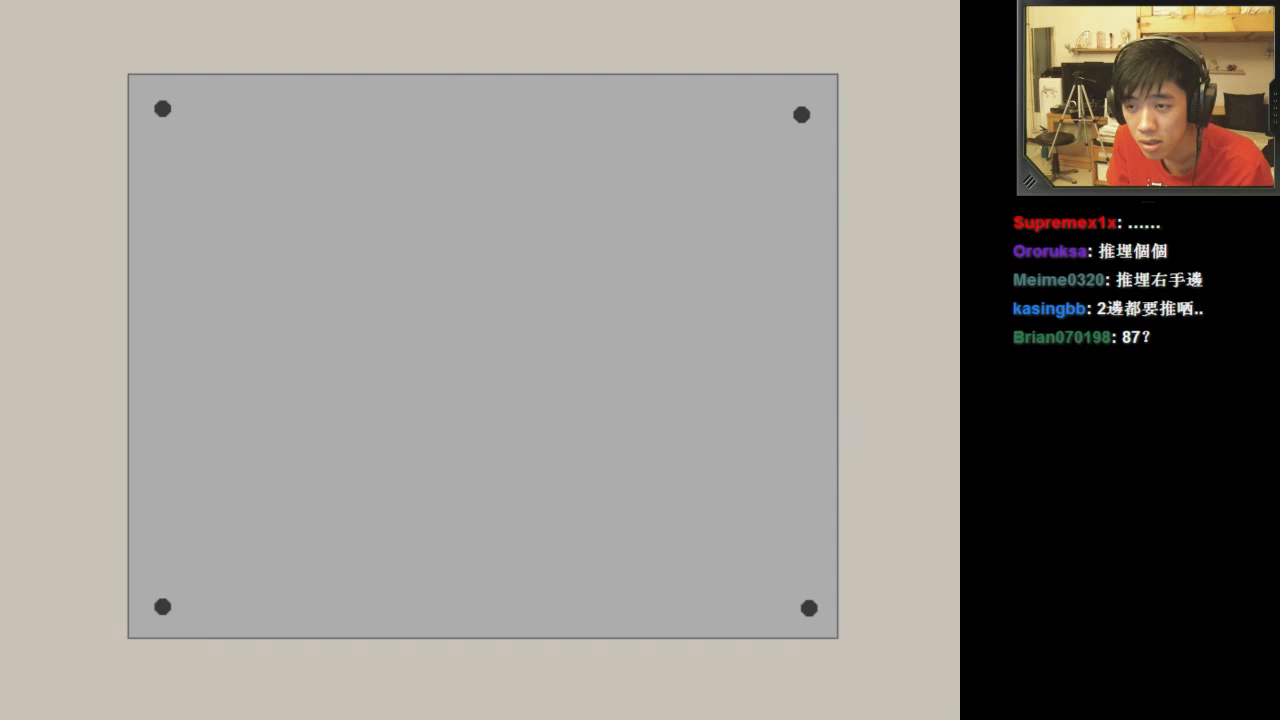 Supremex1x: ......
Ororuksa: 推埋個個
Meime0320: 推埋右手邊
kasingbb: 2邊都要推晒..
Brian070198: 87?